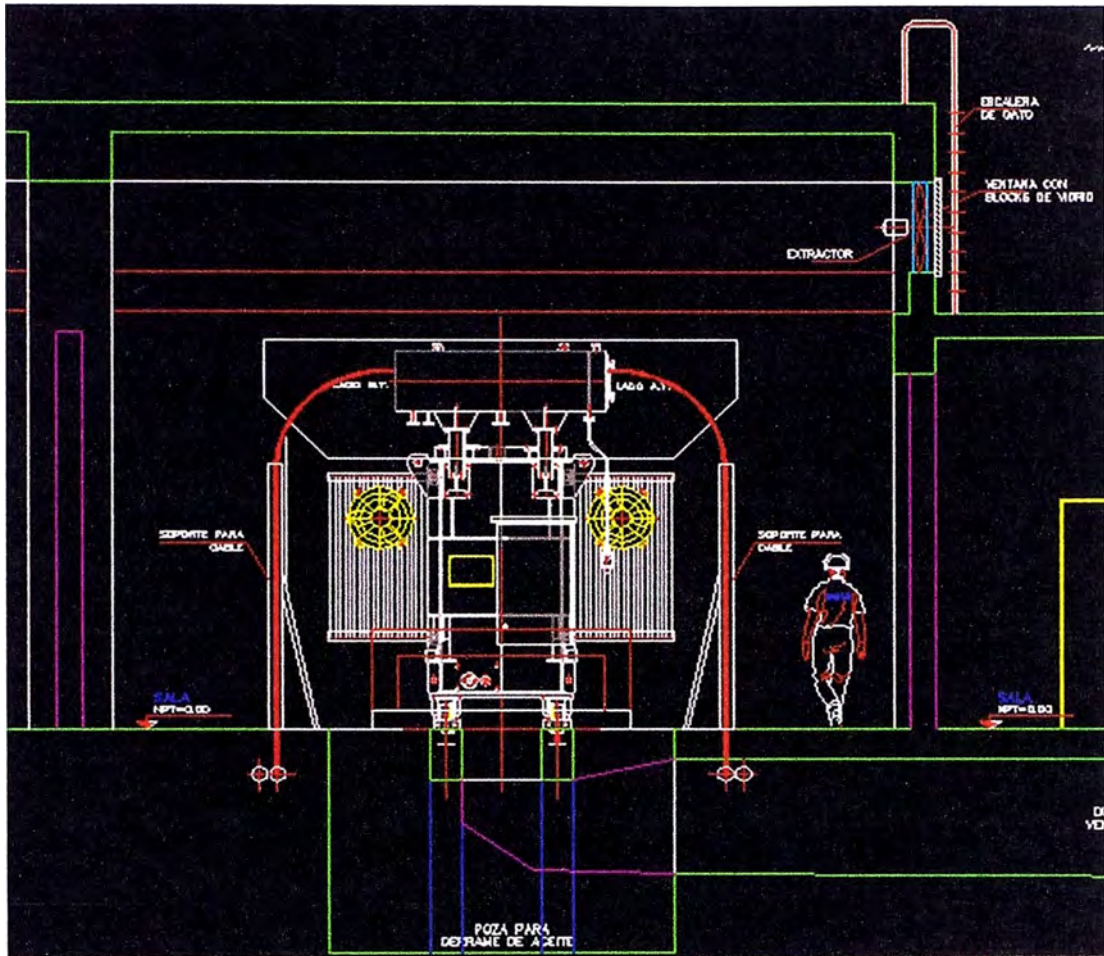 ESCALERA
DE GATO
VENTANA CON
BLOCKS DE VIDRIO
EXTRACTOR
LADO M.T.
LADO A.T.
SOPORTE PARA
CABLE
SOPORTE PARA
CABLE
SALA
NPT=0.00
SALA
NPT=0.00
POZA PARA
DERRAME DE ACEITE